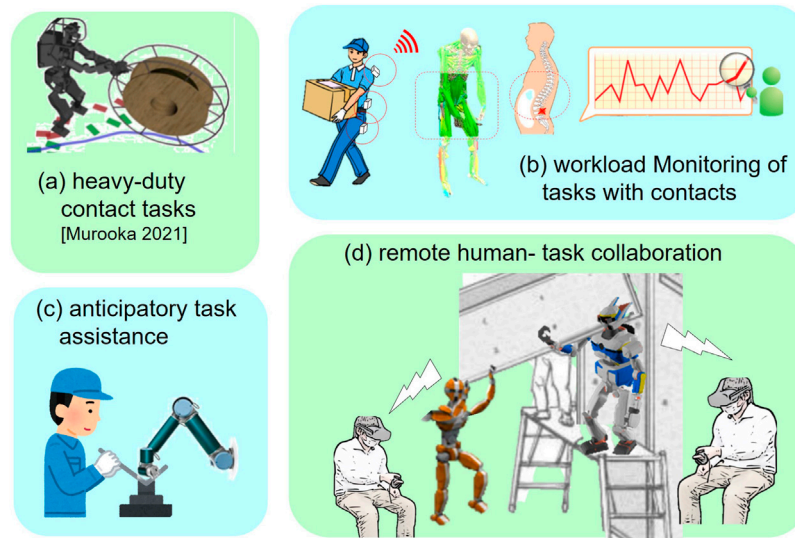 (a) heavy-duty
contact tasks
[Murooka 2021]
(b) workload Monitoring of
tasks with contacts
(c) anticipatory task
assistance
(d) remote human- task collaboration